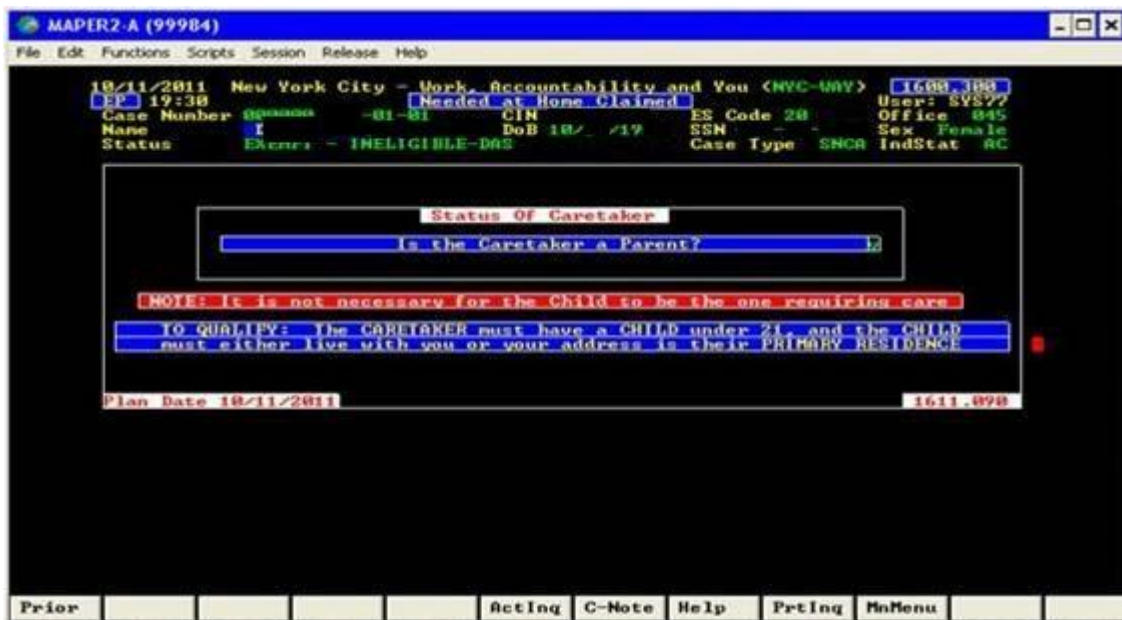 MAPER2-A (99984)
File Edit Functions Scripts Session Release Help
10/11/2011 New York City - Work, Accountability and You (NYC-WAY) 1600.300
EP 19:30 Needed at Home Claimed User: SYS??
Case Number -01-01 CIN ES Code 20 Office 045
Name DoB 10/ /19 SSN - - Sex Female
Status - INELIGIBLE-DAS Case Type SNCA IndStat AC
Status Of Caretaker
Is the Caretaker a Parent?
NOTE: It is not necessary for the Child to be the one requiring care
TO QUALIFY: The CARETAKER must have a CHILD under 21, and the CHILD
must either live with you or your address is their PRIMARY RESIDENCE
Plan Date 10/11/2011 1611.090
Prior ActInq C-Note Help PrtInq MnMenu